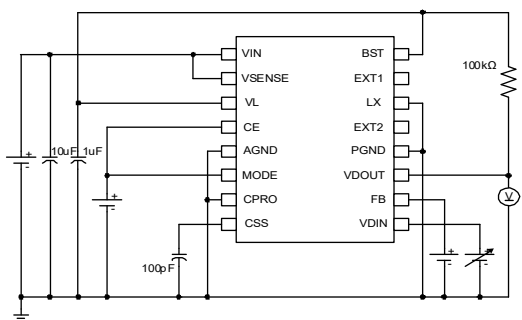 VIN BST
VSENSE EXT1
100kΩ
VL LX
CE EXT2
10uF 1uF
AGND PGND
MODE VDOUT
V
CPRO FB
CSS VDIN
100pF
+
-
+
-
+
-
+
-